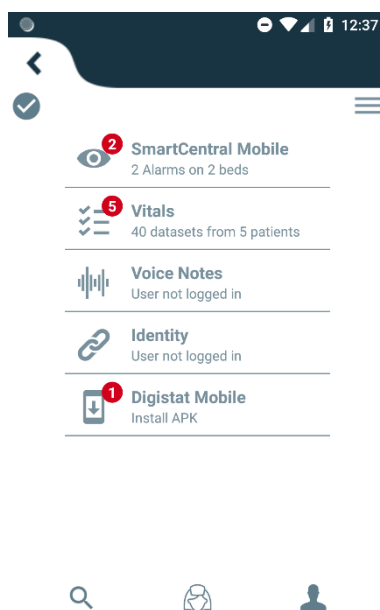 12:37
2
SmartCentral Mobile
2 Alarms on 2 beds
5
Vitals
40 datasets from 5 patients
Voice Notes
User not logged in
Identity
User not logged in
1
Digistat Mobile
Install APK